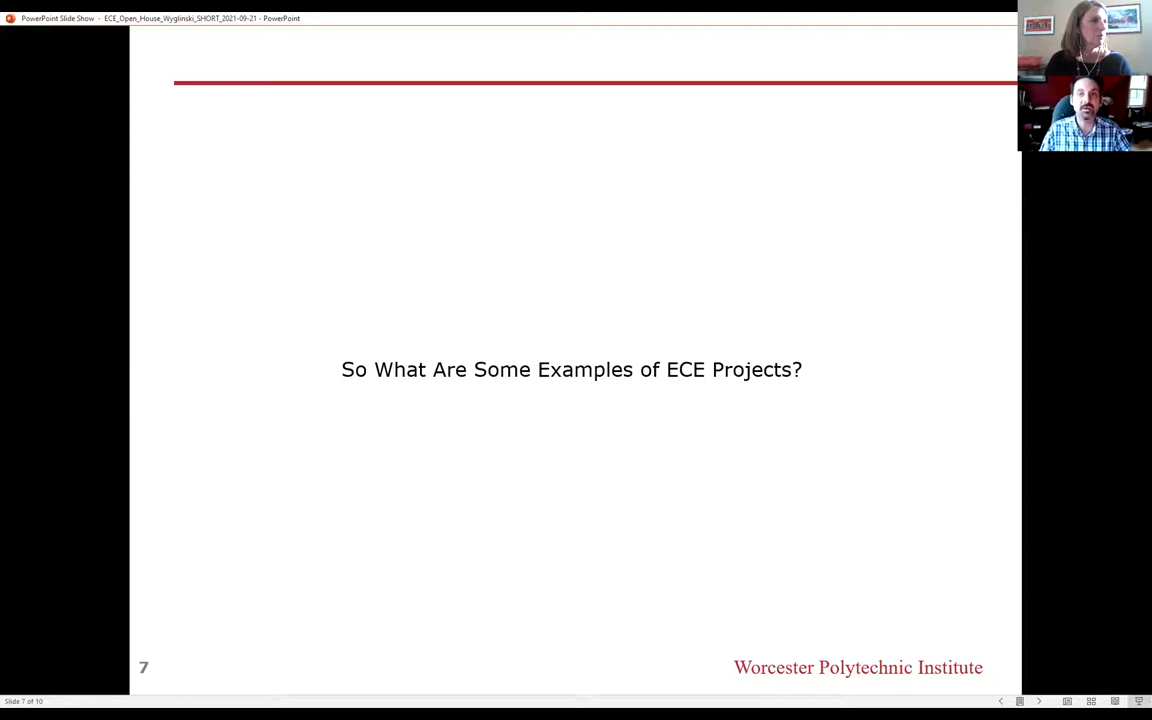 PowerPoint Slide Show - ECE_Open_House_Wyglinski_SHORT_2021-09-21 - PowerPoint
So What Are Some Examples of ECE Projects?
7
Worcester Polytechnic Institute
Slide 7 of 10